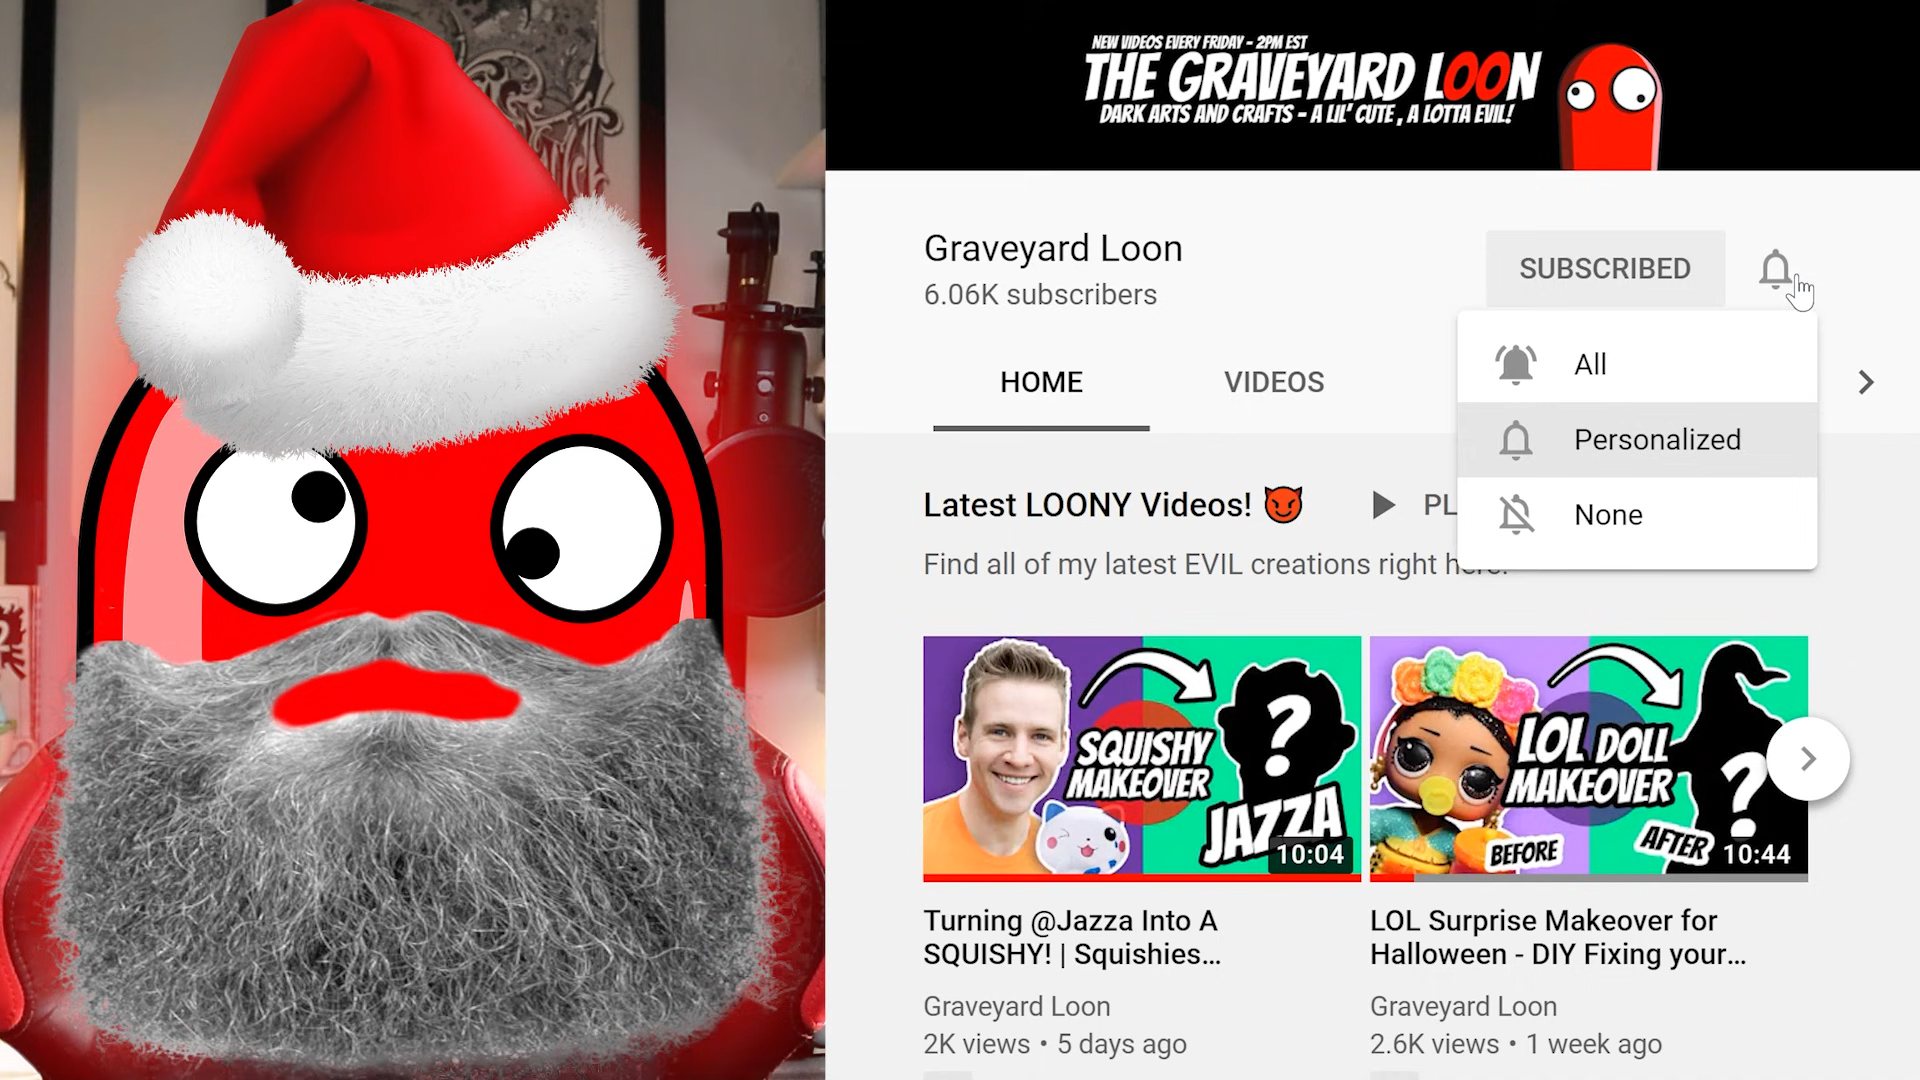 NEW VIDEOS EVERY FRIDAY - 2PM EST
THE GRAVEYARD LOON
DARK ARTS AND CRAFTS - A LIL' CUTE, A LOTTA EVIL!
Graveyard Loon
6.06K subscribers
SUBSCRIBED
HOME
VIDEOS
All
Personalized
None
Latest LOONY Videos!
PL
Find all of my latest EVIL creations right here.
SQUISHY
MAKEOVER
JAZZA
10:04
LOL DOLL
MAKEOVER
BEFORE
AFTER
10:44
Turning @Jazza Into A
SQUISHY! | Squishies...
Graveyard Loon
2K views • 5 days ago
LOL Surprise Makeover for
Halloween - DIY Fixing your...
Graveyard Loon
2.6K views • 1 week ago